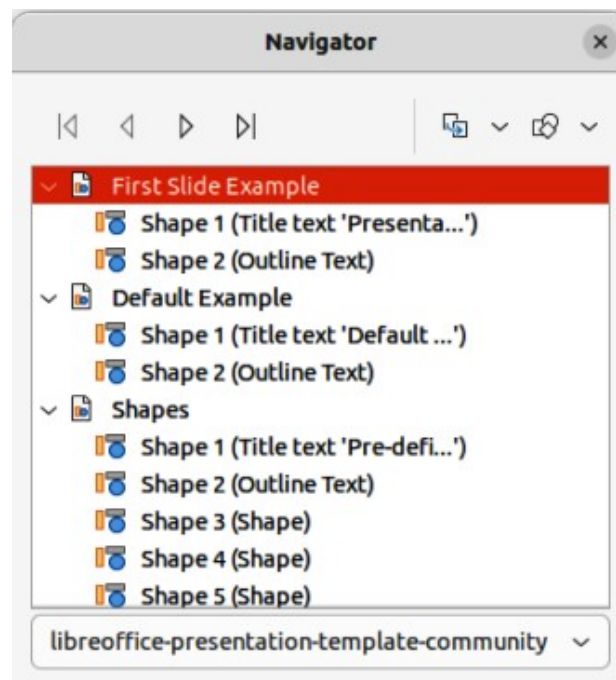 Navigator
First Slide Example
Shape 1 (Title text 'Presenta...')
Shape 2 (Outline Text)
Default Example
Shape 1 (Title text 'Default ...')
Shape 2 (Outline Text)
Shapes
Shape 1 (Title text 'Pre-defi...')
Shape 2 (Outline Text)
Shape 3 (Shape)
Shape 4 (Shape)
Shape 5 (Shape)
libreoffice-presentation-template-community